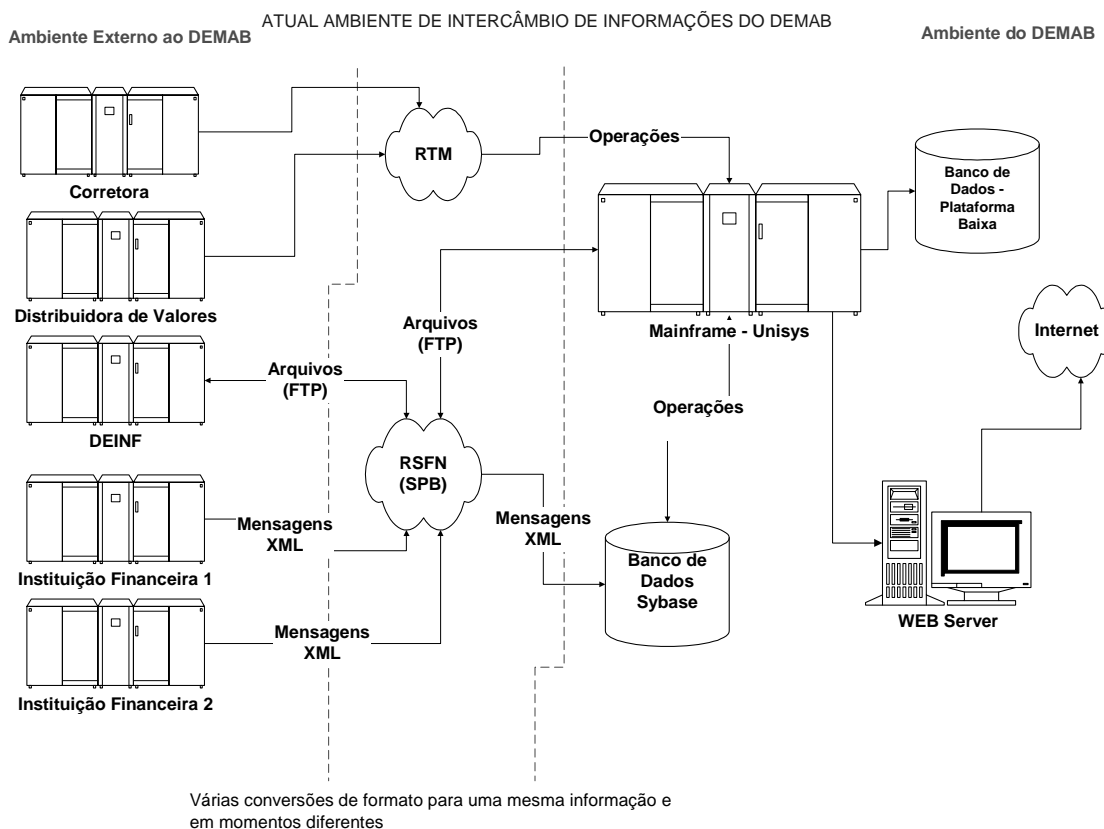 ATUAL AMBIENTE DE INTERCÂMBIO DE INFORMAÇÕES DO DEMAB
Ambiente Externo ao DEMAB
Ambiente do DEMAB
Corretora
RTM
Operações
Banco de
Dados -
Plataforma
Baixa
Distribuidora de Valores
Mainframe - Unisys
Internet
Arquivos
(FTP)
Arquivos
(FTP)
DEINF
Operações
RSFN
(SPB)
Mensagens
XML
Mensagens
XML
Instituição Financeira 1
Banco de
Dados
Sybase
WEB Server
Mensagens
XML
Instituição Financeira 2
Várias conversões de formato para uma mesma informação e
em momentos diferentes